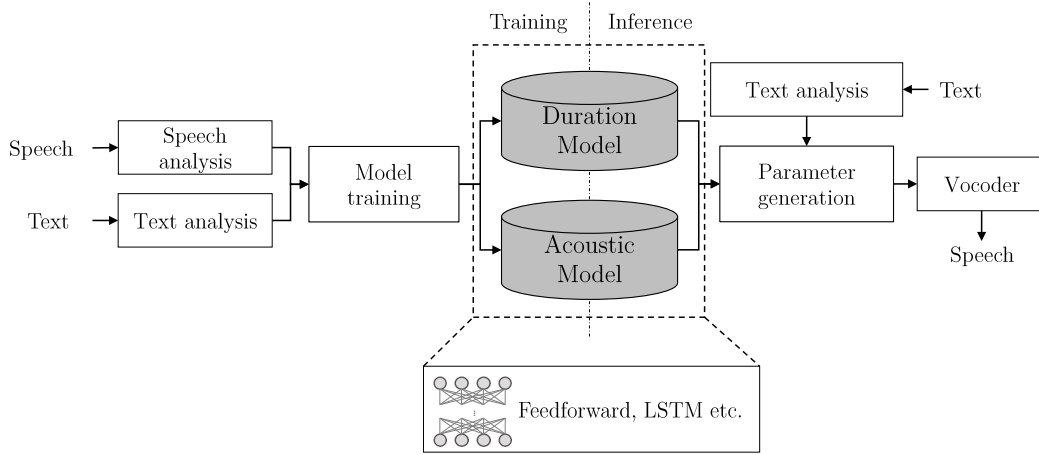 Training
Inference
Speech
Speech
analysis
Text
Text analysis
Model
training
Duration
Model
Acoustic
Model
Text analysis
Text
Parameter
generation
Vocoder
Speech
Feedforward, LSTM etc.